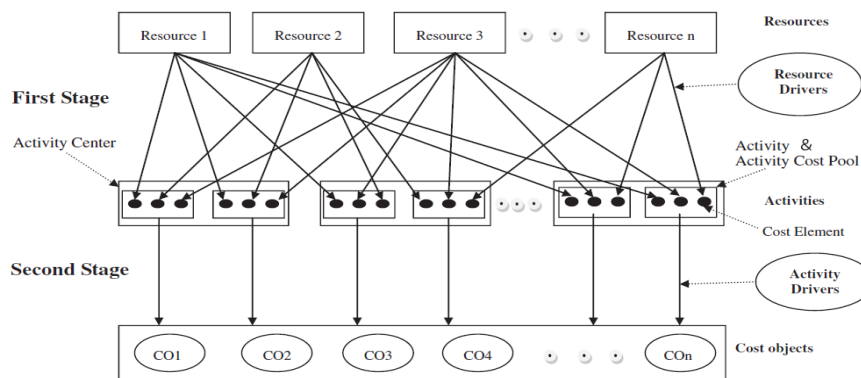 Resources
Resource 1
Resource 2
Resource 3
Resource n
Resource
Drivers
First Stage
Activity Center
Activity &
Activity Cost Pool
Activities
Cost Element
Second Stage
Activity
Drivers
CO1
CO2
CO3
CO4
COn
Cost objects